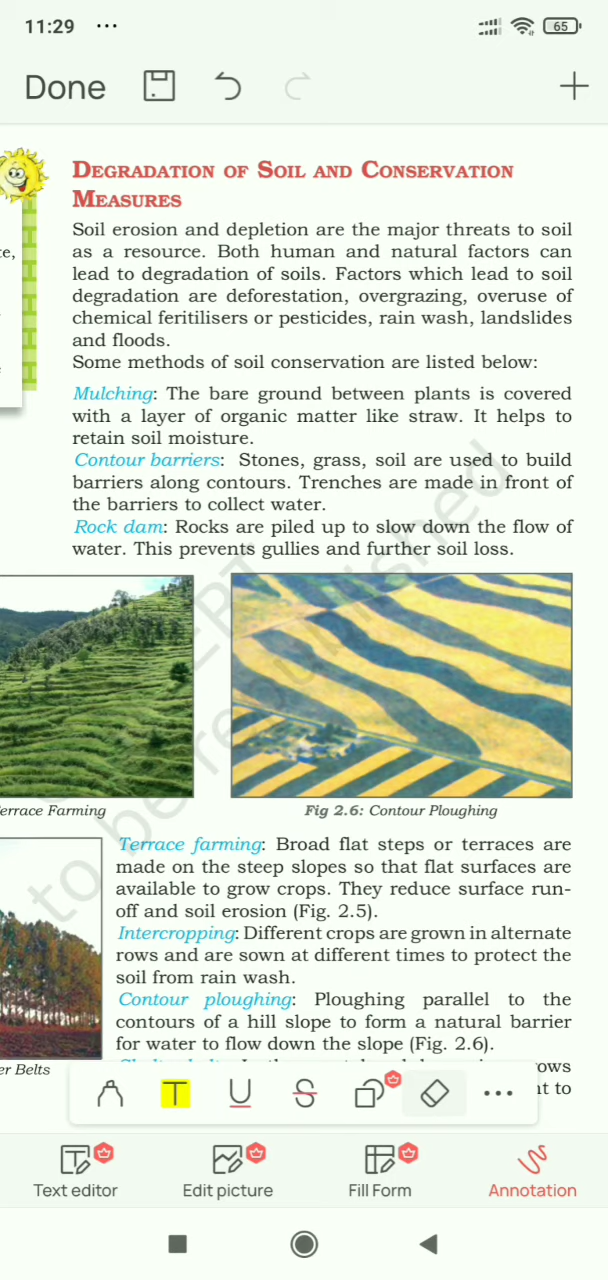 11:29 ...
65
Done
DEGRADATION OF SOIL AND CONSERVATION
MEASURES
Soil erosion and depletion are the major threats to soil
as a resource. Both human and natural factors can
lead to degradation of soils. Factors which lead to soil
degradation are deforestation, overgrazing, overuse of
chemical feritilisers or pesticides, rain wash, landslides
and floods.
Some methods of soil conservation are listed below:
Mulching: The bare ground between plants is covered
with a layer of organic matter like straw. It helps to
retain soil moisture.
Contour barriers: Stones, grass, soil are used to build
barriers along contours. Trenches are made in front of
the barriers to collect water.
Rock dam: Rocks are piled up to slow down the flow of
water. This prevents gullies and further soil loss.
errace Farming
Fig 2.6: Contour Ploughing
Terrace farming: Broad flat steps or terraces are
made on the steep slopes so that flat surfaces are
available to grow crops. They reduce surface run-
off and soil erosion (Fig. 2.5).
Intercropping: Different crops are grown in alternate
rows and are sown at different times to protect the
soil from rain wash.
Contour ploughing: Ploughing parallel to the
contours of a hill slope to form a natural barrier
for water to flow down the slope (Fig. 2.6).
er Belts
ows
nt to
to be republished
T U S
Text editor
Edit picture
Fill Form
Annotation